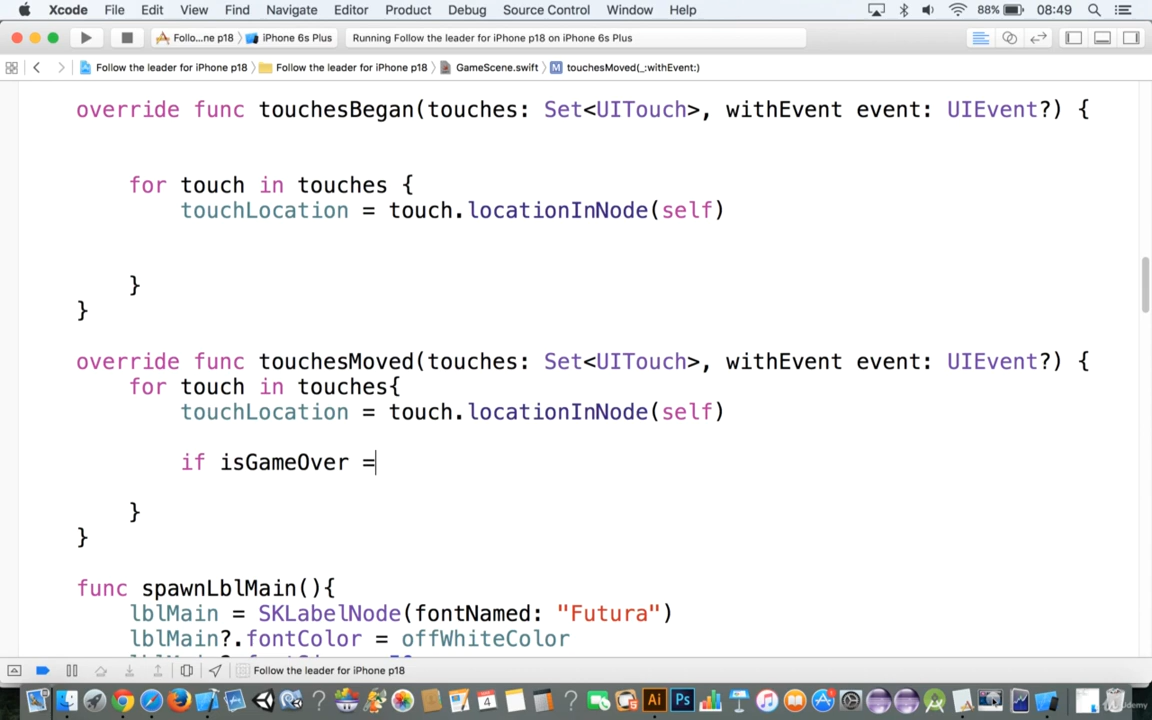 Xcode File Edit View Find Navigate Editor Product Debug Source Control Window Help 88% 08:49
Follo...ne p18 〉 iPhone 6s Plus Running Follow the leader for iPhone p18 on iPhone 6s Plus
Follow the leader for iPhone p18 〉 Follow the leader for iPhone p18 〉 GameScene.swift 〉 M touchesMoved(_:withEvent:)
override func touchesBegan(touches: Set<UITouch>, withEvent event: UIEvent?) {
for touch in touches {
touchLocation = touch.locationInNode(self)
}
}
override func touchesMoved(touches: Set<UITouch>, withEvent event: UIEvent?) {
for touch in touches{
touchLocation = touch.locationInNode(self)
if isGameOver =
}
}
func spawnLblMain(){
lblMain = SKLabelNode(fontNamed: "Futura")
lblMain?.fontColor = offWhiteColor
Follow the leader for iPhone p18
Ai Ps
Udemy